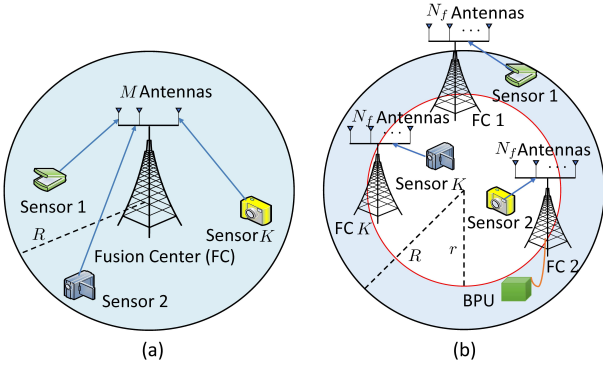 M Antennas
Sensor 1
R
Sensor K
Fusion Center (FC)
Sensor 2
(a)
N_f Antennas
Sensor 1
FC 1
N_f Antennas
N_f Antennas
Sensor K
Sensor 2
FC K
R
r
FC 2
BPU
(b)